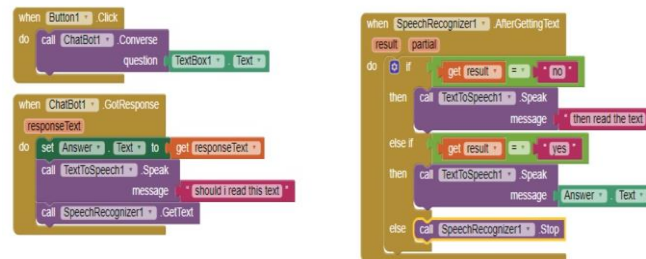 when Button1 .Click
do call ChatBot1 .Converse
question TextBox1 . Text
when ChatBot1 .GotResponse
responseText
do set Answer . Text to get responseText
call TextToSpeech1 .Speak
message " should i read this text "
call SpeechRecognizer1 .GetText
when SpeechRecognizer1 .AfterGettingText
result partial
do if get result = " no "
then call TextToSpeech1 .Speak
message " then read the text
else if get result = " yes "
then call TextToSpeech1 .Speak
message Answer . Text
else call SpeechRecognizer1 .Stop